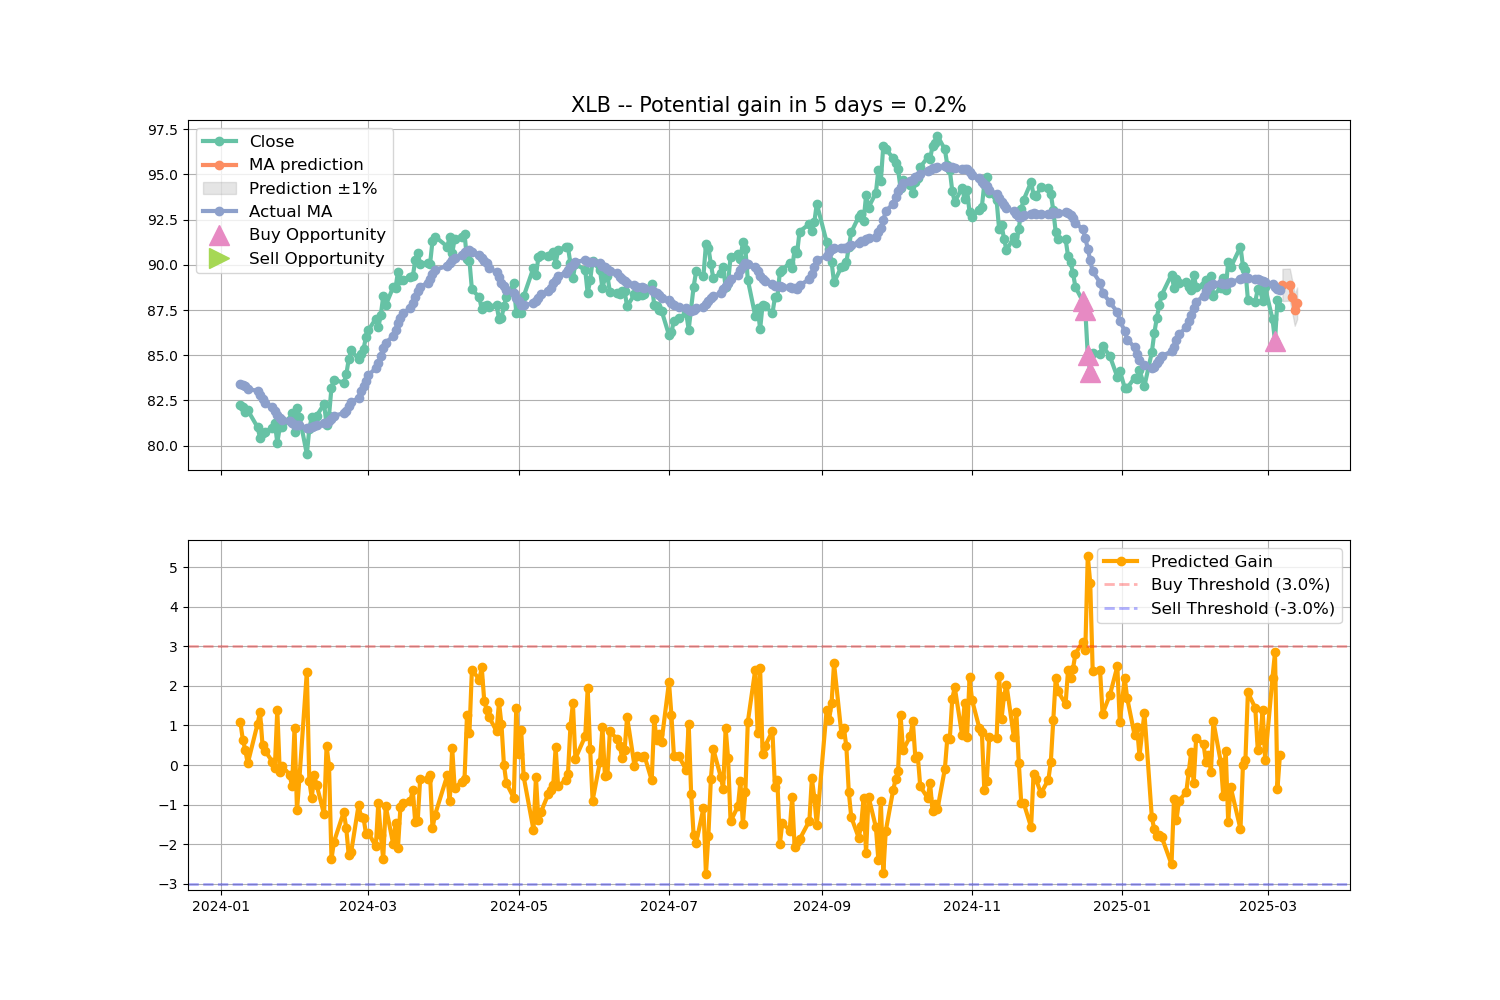 XLB -- Potential gain in 5 days = 0.2%
97.5
95.0
92.5
90.0
87.5
85.0
82.5
80.0
Close
MA prediction
Prediction ±1%
Actual MA
Buy Opportunity
Sell Opportunity
5
4
3
2
1
0
−1
−2
−3
Predicted Gain
Buy Threshold (3.0%)
Sell Threshold (-3.0%)
2024-01
2024-03
2024-05
2024-07
2024-09
2024-11
2025-01
2025-03